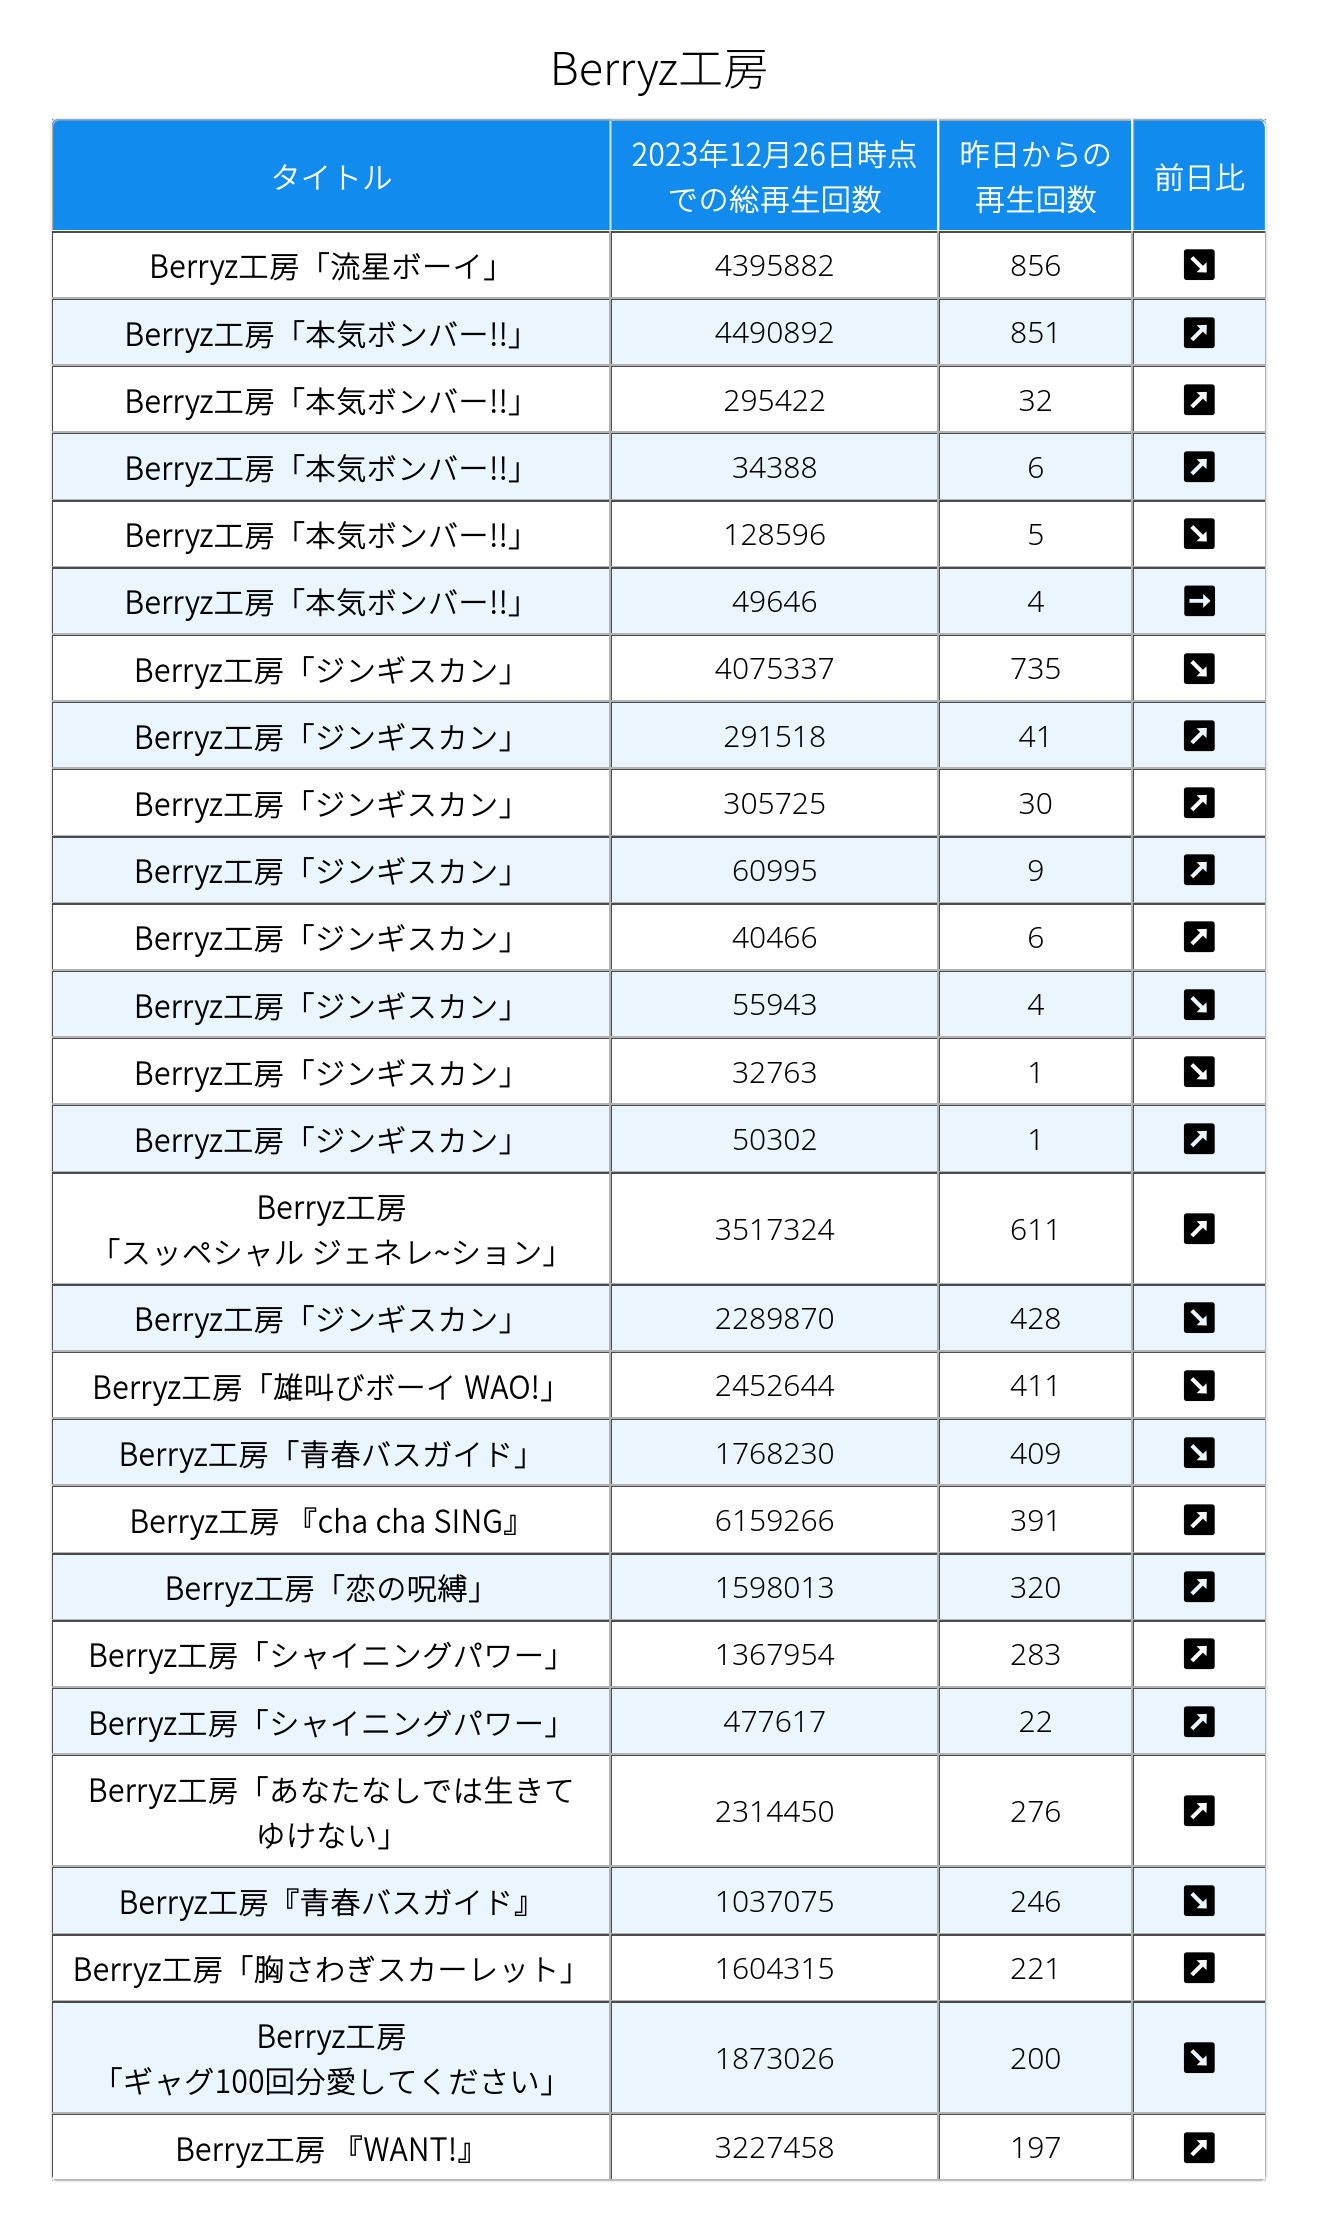 Berryz工房
タイトル
2023年12月26日時点
での総再生回数
昨日からの
再生回数
前日比
Berryz工房「流星ボーイ」 4395882 856 ↘
Berryz工房「本気ボンバー!!」 4490892 851 ↗
Berryz工房「本気ボンバー!!」 295422 32 ↗
Berryz工房「本気ボンバー!!」 34388 6 ↗
Berryz工房「本気ボンバー!!」 128596 5 ↘
Berryz工房「本気ボンバー!!」 49646 4 →
Berryz工房「ジンギスカン」 4075337 735 ↘
Berryz工房「ジンギスカン」 291518 41 ↗
Berryz工房「ジンギスカン」 305725 30 ↗
Berryz工房「ジンギスカン」 60995 9 ↗
Berryz工房「ジンギスカン」 40466 6 ↗
Berryz工房「ジンギスカン」 55943 4 ↘
Berryz工房「ジンギスカン」 32763 1 ↘
Berryz工房「ジンギスカン」 50302 1 ↗
Berryz工房
「スッペシャル ジェネレ~ション」 3517324 611 ↗
Berryz工房「ジンギスカン」 2289870 428 ↘
Berryz工房「雄叫びボーイ WAO!」 2452644 411 ↘
Berryz工房「青春バスガイド」 1768230 409 ↘
Berryz工房 『cha cha SING』 6159266 391 ↗
Berryz工房「恋の呪縛」 1598013 320 ↗
Berryz工房「シャイニングパワー」 1367954 283 ↗
Berryz工房「シャイニングパワー」 477617 22 ↗
Berryz工房「あなたなしでは生きて
ゆけない」 2314450 276 ↗
Berryz工房『青春バスガイド』 1037075 246 ↘
Berryz工房「胸さわぎスカーレット」 1604315 221 ↗
Berryz工房
「ギャグ100回分愛してください」 1873026 200 ↘
Berryz工房 『WANT!』 3227458 197 ↗